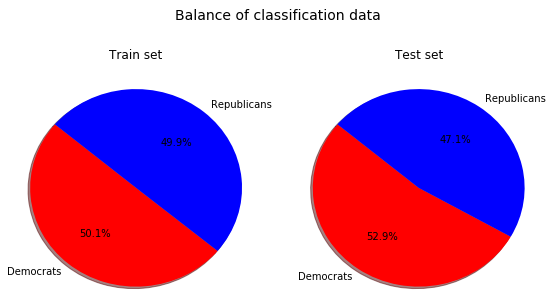 Balance of classification data
Train set
Republicans
49.9%
50.1%
Democrats
Test set
Republicans
47.1%
52.9%
Democrats